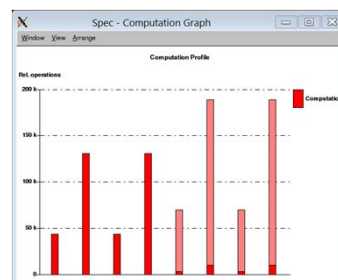 Spec - Computation Graph
Window View Arrange
Computation Profile
Rel. operations
200 k
Computatio
150 k
100 k
50 k
0